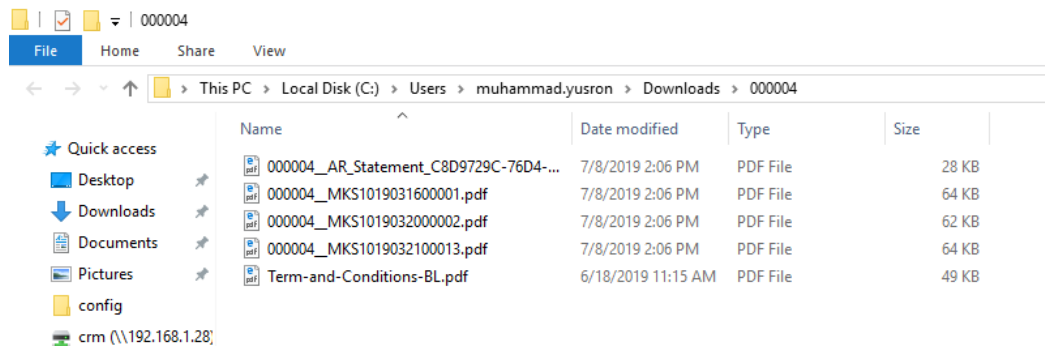 000004
File Home Share View
This PC > Local Disk (C:) > Users > muhammad.yusron > Downloads > 000004
Name Date modified Type Size
Quick access
Desktop
Downloads
Documents
Pictures
config
crm (\\192.168.1.28)
000004__AR_Statement_C8D9729C-76D4-... 7/8/2019 2:06 PM PDF File 28 KB
000004__MKS1019031600001.pdf 7/8/2019 2:06 PM PDF File 64 KB
000004__MKS1019032000002.pdf 7/8/2019 2:06 PM PDF File 62 KB
000004__MKS1019032100013.pdf 7/8/2019 2:06 PM PDF File 64 KB
Term-and-Conditions-BL.pdf 6/18/2019 11:15 AM PDF File 49 KB